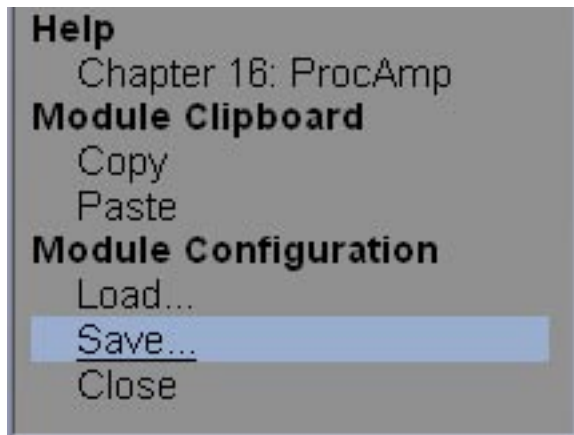 Help
Chapter 16: ProcAmp
Module Clipboard
Copy
Paste
Module Configuration
Load...
Save...
Close